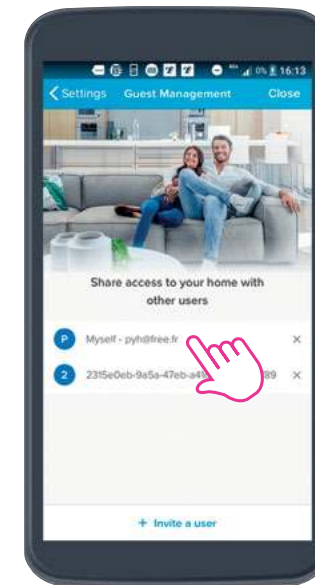 0% 16:13
Settings Guest Management Close
Share access to your home with
other users
P Myself - pyh@free.fr ×
2 2315e0eb-9a5a-47eb-a4 89 ×
+ Invite a user